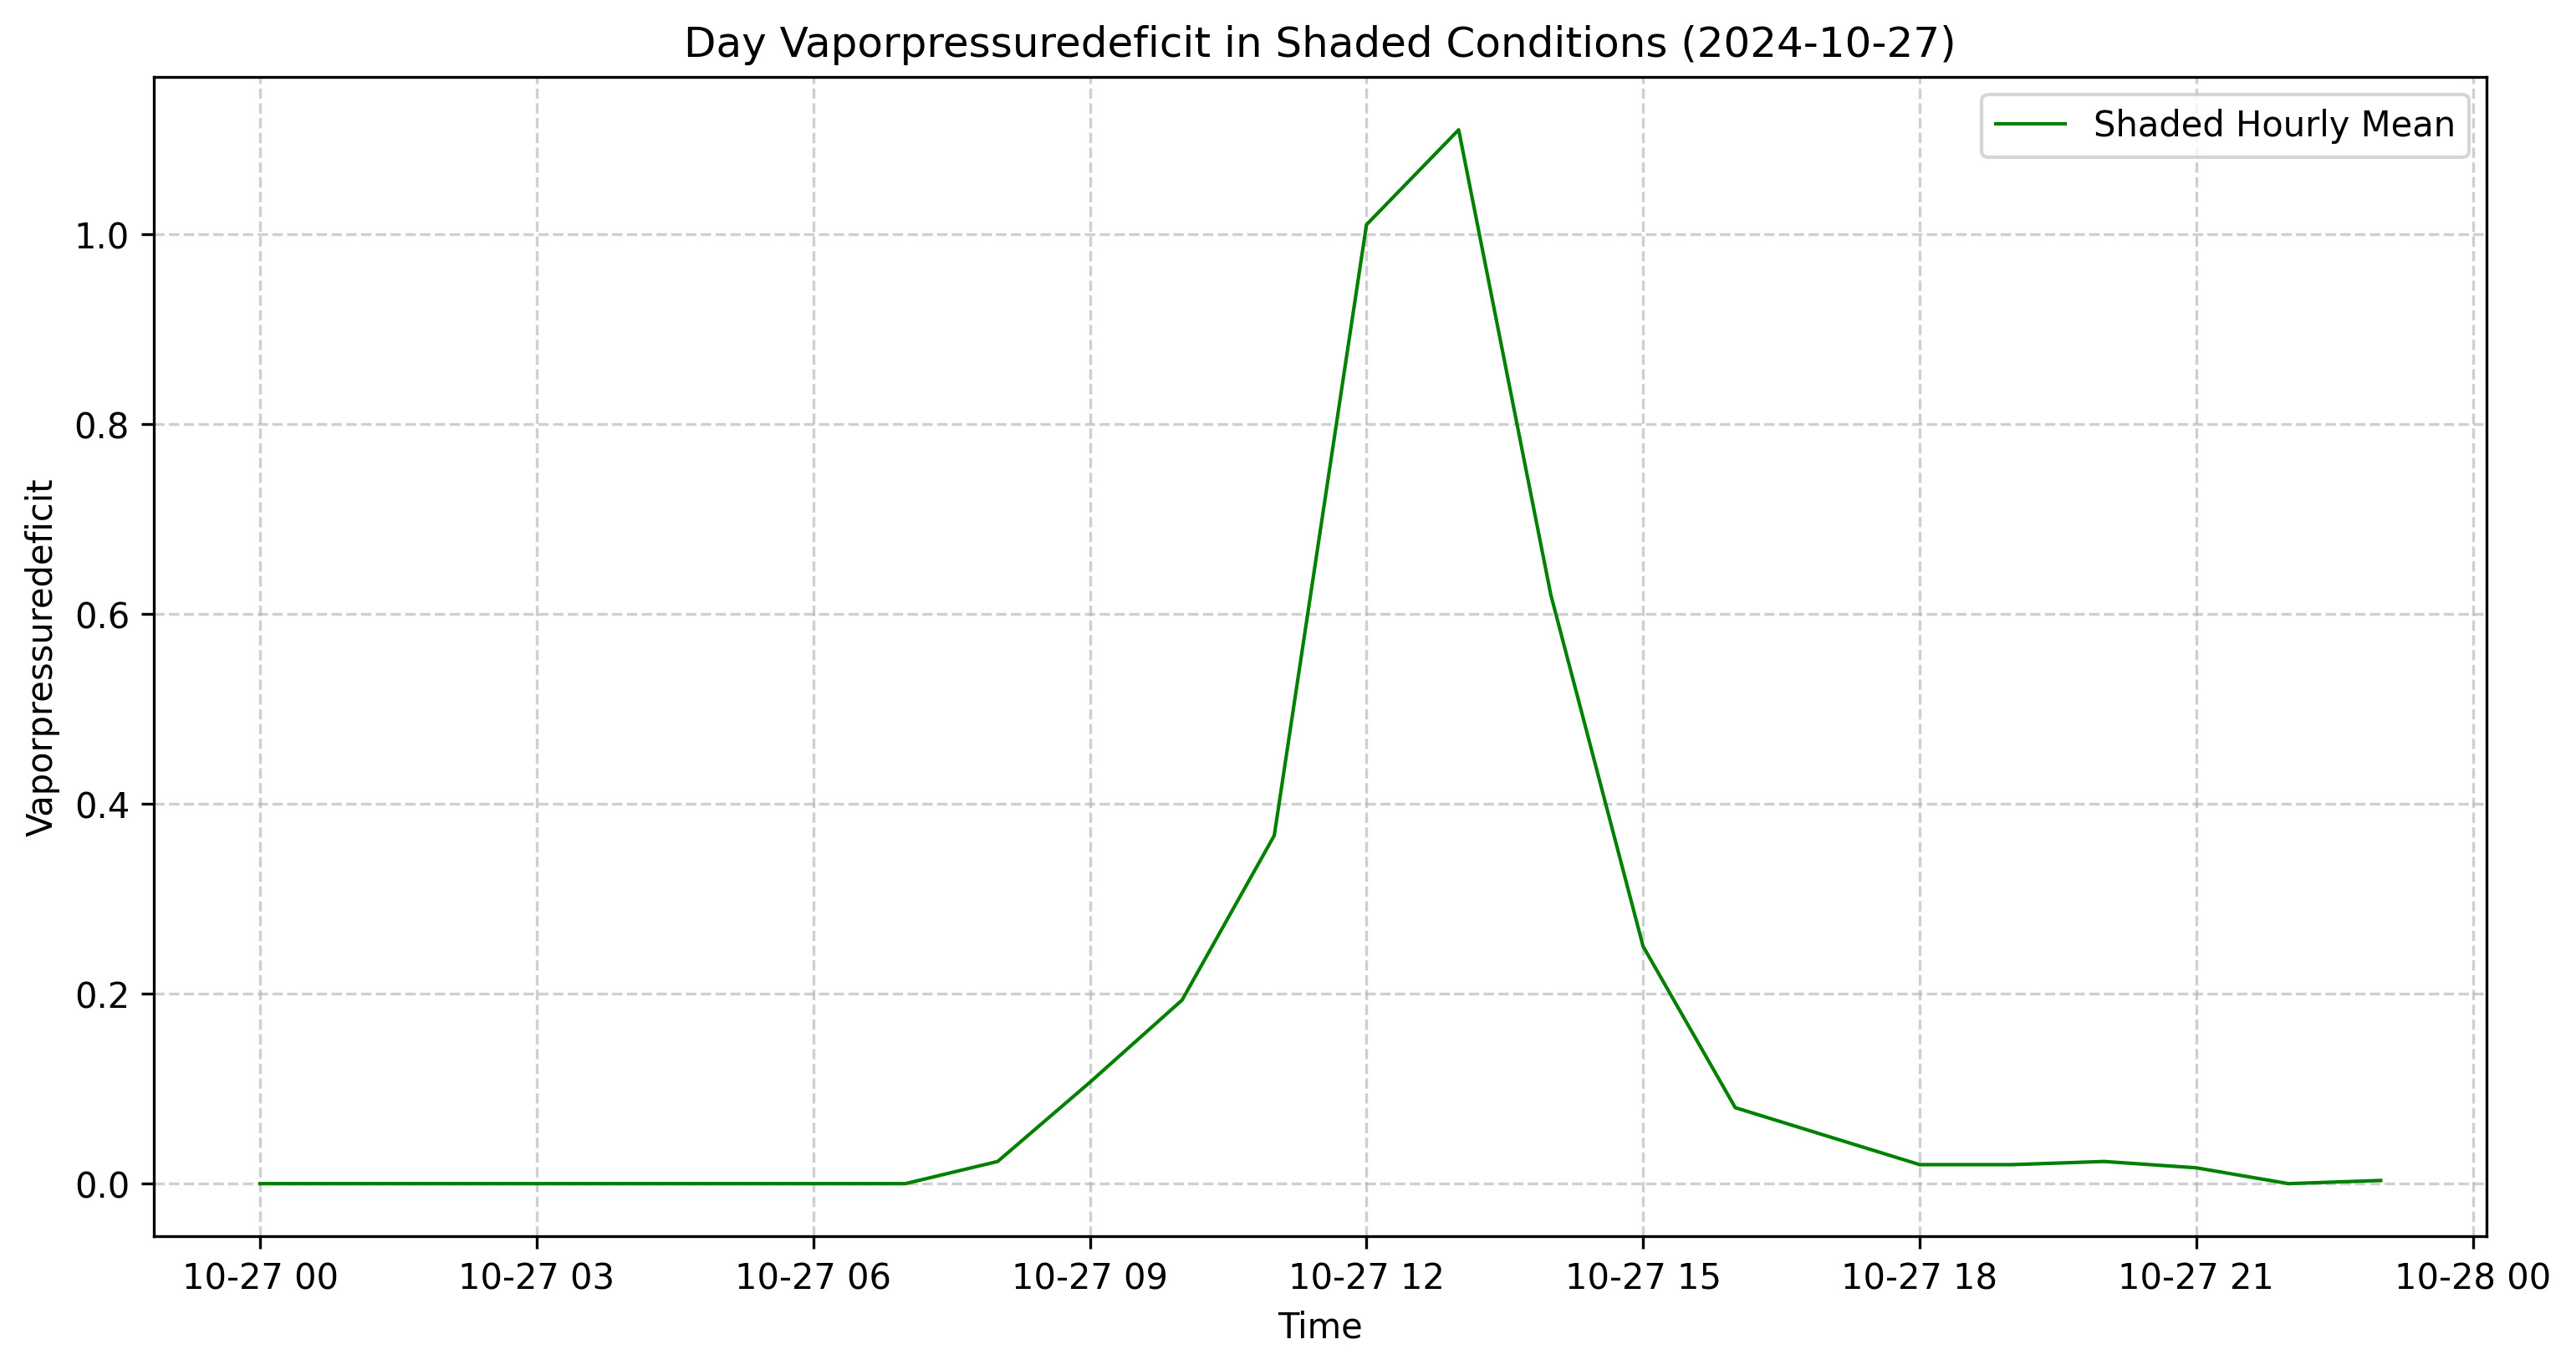 Day Vaporpressuredeficit in Shaded Conditions (2024-10-27)
Shaded Hourly Mean
Vaporpressuredeficit
1.0
0.8
0.6
0.4
0.2
0.0
10-27 00 10-27 03 10-27 06 10-27 09 10-27 12 10-27 15 10-27 18 10-27 21 10-28 00
Time